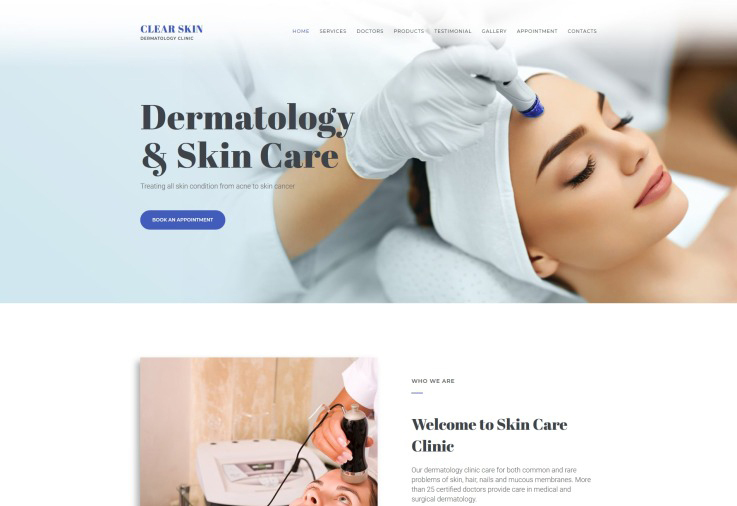 CLEAR SKIN
DERMATOLOGY CLINIC
HOME SERVICES DOCTORS PRODUCTS TESTIMONIAL GALLERY APPOINTMENT CONTACTS
Dermatology
& Skin Care
Treating all skin condition from acne to skin cancer
BOOK AN APPOINTMENT
WHO WE ARE
Welcome to Skin Care
Clinic
Our dermatology clinic care for both common and rare
problems of skin, hair, nails and mucous membranes. More
than 25 certified doctors provide care in medical and
surgical dermatology.